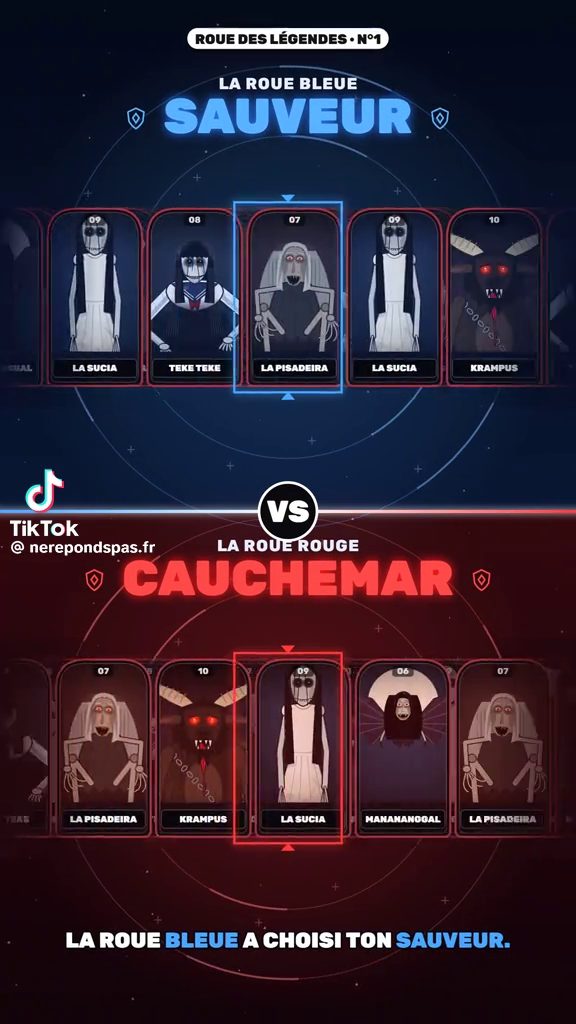 ROUE DES LÉGENDES • N°1
LA ROUE BLEUE
SAUVEUR
09
08
07
09
10
LA SUCIA
TEKE TEKE
LA PISADEIRA
LA SUCIA
KRAMPUS
VS
TikTok
@ nerepondspas.fr
LA ROUE ROUGE
CAUCHEMAR
07
10
09
06
07
LA PISADEIRA
KRAMPUS
LA SUCIA
MANANANGGAL
LA PISADEIRA
LA ROUE BLEUE A CHOISI TON SAUVEUR.